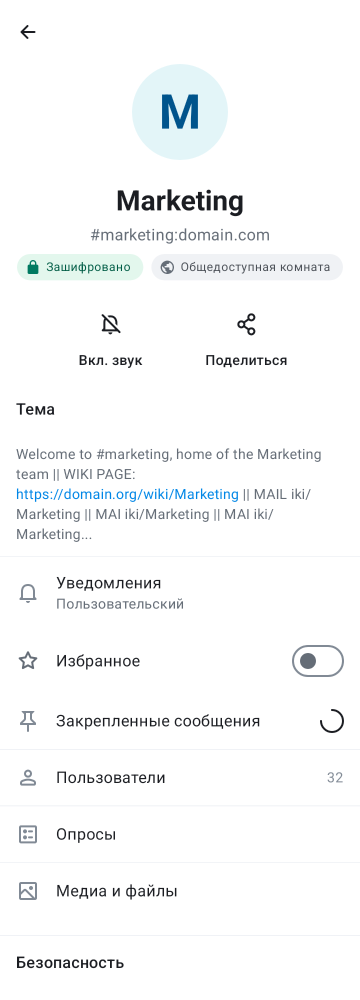 M
Marketing
#marketing:domain.com
Зашифровано
Общедоступная комната
Вкл. звук
Поделиться
Тема
Welcome to #marketing, home of the Marketing
team || WIKI PAGE:
https://domain.org/wiki/Marketing || MAIL iki/
Marketing || MAI iki/Marketing || MAI iki/
Marketing...
Уведомления
Пользовательский
Избранное
Закрепленные сообщения
Пользователи 32
Опросы
Медиа и файлы
Безопасность